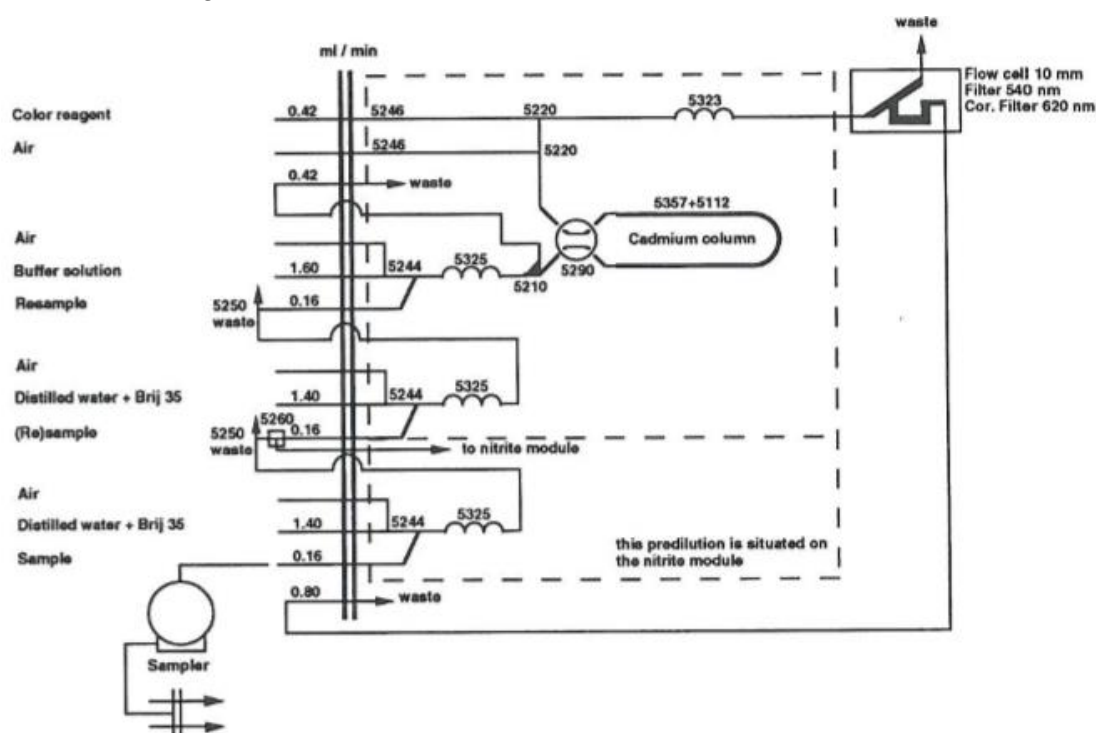 waste
ml / min
Flow cell 10 mm
Filter 540 nm
Cor. Filter 620 nm
Color reagent
0.42
5246
5220
5323
Air
5246
5220
0.42
waste
5357+5112
Cadmium column
5290
Air
Buffer solution
1.60
5244
5325
5210
Resample
5250
waste
0.16
Air
Distilled water + Brij 35
1.40
5244
5325
(Re)sample
5250
waste
5260
0.16
to nitrite module
Air
Distilled water + Brij 35
1.40
5244
5325
Sample
0.16
this predilution is situated on
the nitrite module
0.80
waste
Sampler